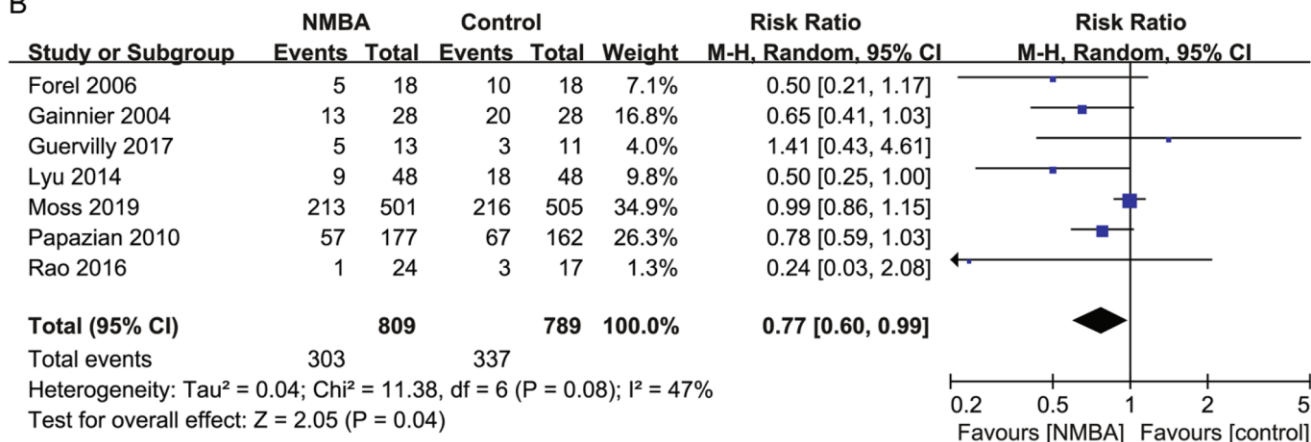 B
NMBA Control Risk Ratio Risk Ratio
Study or Subgroup Events Total Events Total Weight M-H, Random, 95% CI M-H, Random, 95% CI
Forel 2006 5 18 10 18 7.1% 0.50 [0.21, 1.17]
Gainnier 2004 13 28 20 28 16.8% 0.65 [0.41, 1.03]
Guervilly 2017 5 13 3 11 4.0% 1.41 [0.43, 4.61]
Lyu 2014 9 48 18 48 9.8% 0.50 [0.25, 1.00]
Moss 2019 213 501 216 505 34.9% 0.99 [0.86, 1.15]
Papazian 2010 57 177 67 162 26.3% 0.78 [0.59, 1.03]
Rao 2016 1 24 3 17 1.3% 0.24 [0.03, 2.08]
Total (95% CI) 809 789 100.0% 0.77 [0.60, 0.99]
Total events 303 337
Heterogeneity: Tau² = 0.04; Chi² = 11.38, df = 6 (P = 0.08); I² = 47%
Test for overall effect: Z = 2.05 (P = 0.04)
0.2 0.5 1 2 5
Favours [NMBA] Favours [control]